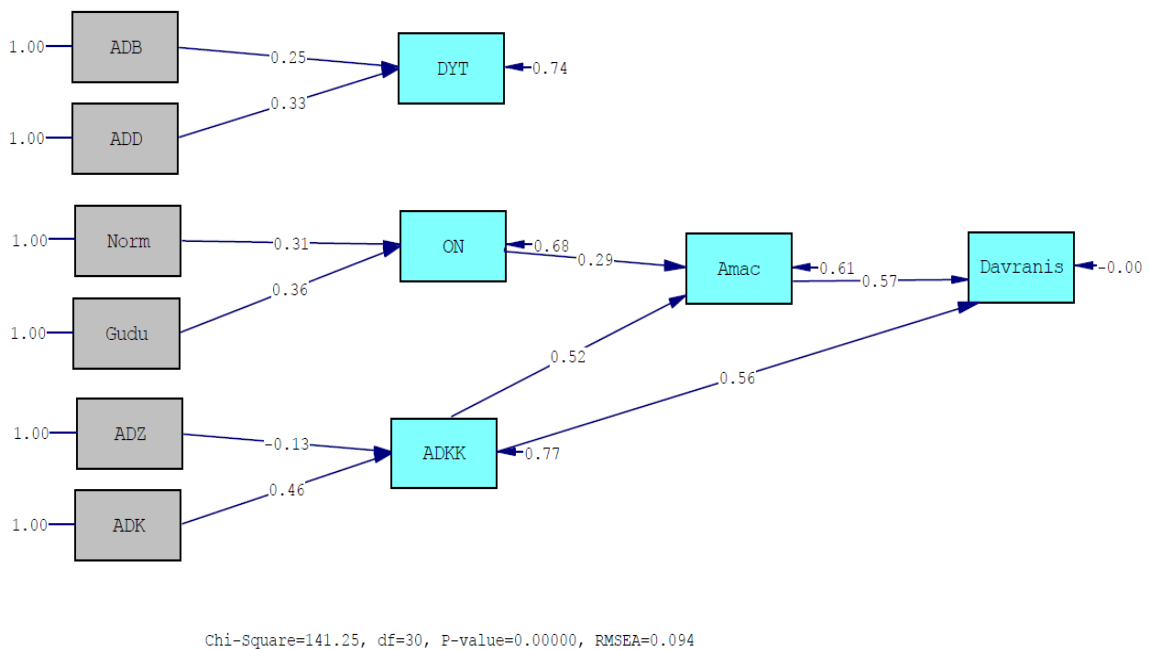 1.00 ADB 0.25 DYT 0.74
1.00 ADD 0.33
1.00 Norm 0.31 ON 0.68
0.29 Amac 0.61 0.57 Davranis -0.00
1.00 Gudu 0.36
0.52
0.56
1.00 ADZ -0.13 ADKK 0.77
1.00 ADK 0.46
Chi-Square=141.25, df=30, P-value=0.00000, RMSEA=0.094